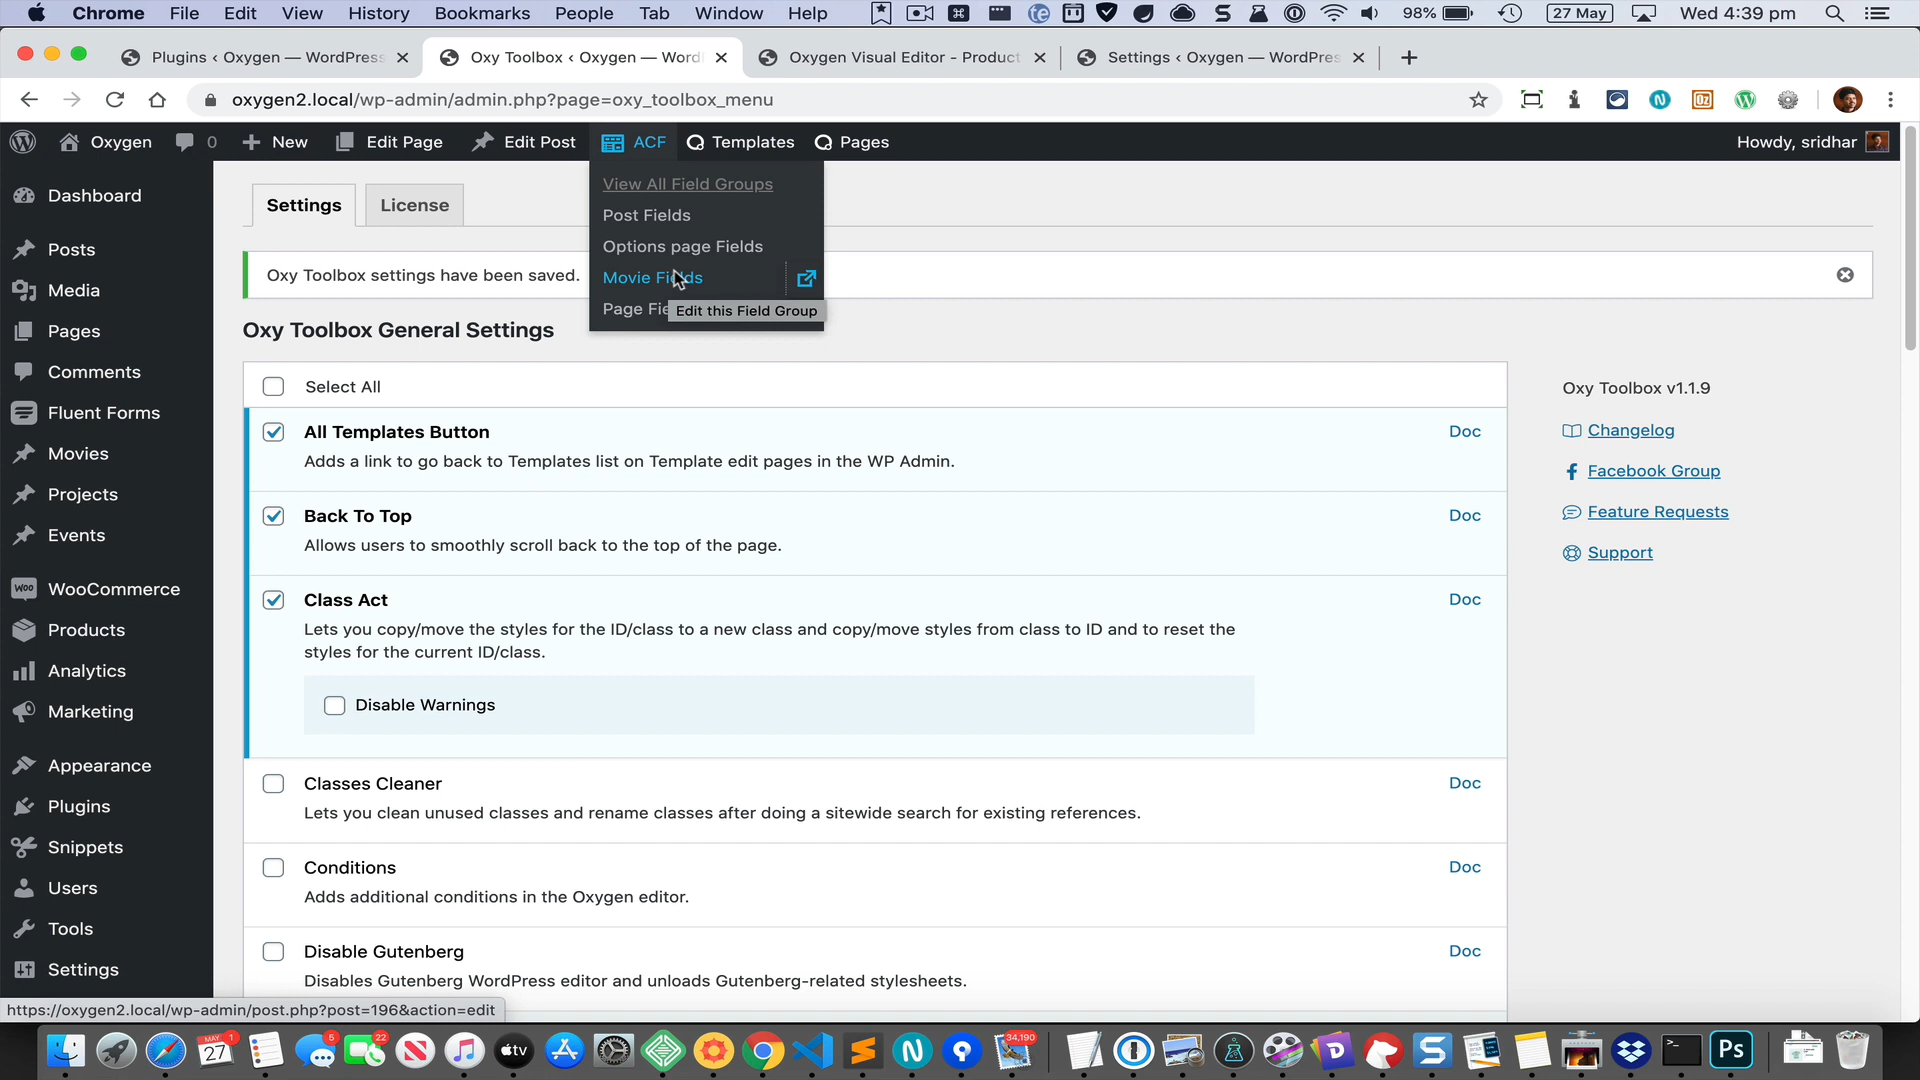 Chrome File Edit View History Bookmarks People Tab Window Help 98% 27 May Wed 4:39 pm
Plugins ‹ Oxygen — WordPress Oxy Toolbox ‹ Oxygen — Word Oxygen Visual Editor - Product Settings ‹ Oxygen — WordPres
oxygen2.local/wp-admin/admin.php?page=oxy_toolbox_menu
Oxygen 0 New Edit Page Edit Post ACF Templates Pages Howdy, sridhar
View All Field Groups
Post Fields
Options page Fields
Movie Fields
Page Fie
Edit this Field Group
Dashboard
Posts
Media
Pages
Comments
Fluent Forms
Movies
Projects
Events
WooCommerce
Products
Analytics
Marketing
Appearance
Plugins
Snippets
Users
Tools
Settings
Settings License
Oxy Toolbox settings have been saved.
Oxy Toolbox General Settings
Select All
All Templates Button Doc
Adds a link to go back to Templates list on Template edit pages in the WP Admin.
Back To Top Doc
Allows users to smoothly scroll back to the top of the page.
Class Act Doc
Lets you copy/move the styles for the ID/class to a new class and copy/move styles from class to ID and to reset the
styles for the current ID/class.
Disable Warnings
Classes Cleaner Doc
Lets you clean unused classes and rename classes after doing a sitewide search for existing references.
Conditions Doc
Adds additional conditions in the Oxygen editor.
Disable Gutenberg Doc
Disables Gutenberg WordPress editor and unloads Gutenberg-related stylesheets.
Oxy Toolbox v1.1.9
Changelog
Facebook Group
Feature Requests
Support
https://oxygen2.local/wp-admin/post.php?post=196&action=edit
MAY 27 1 5 22 tv 34,190 Ps